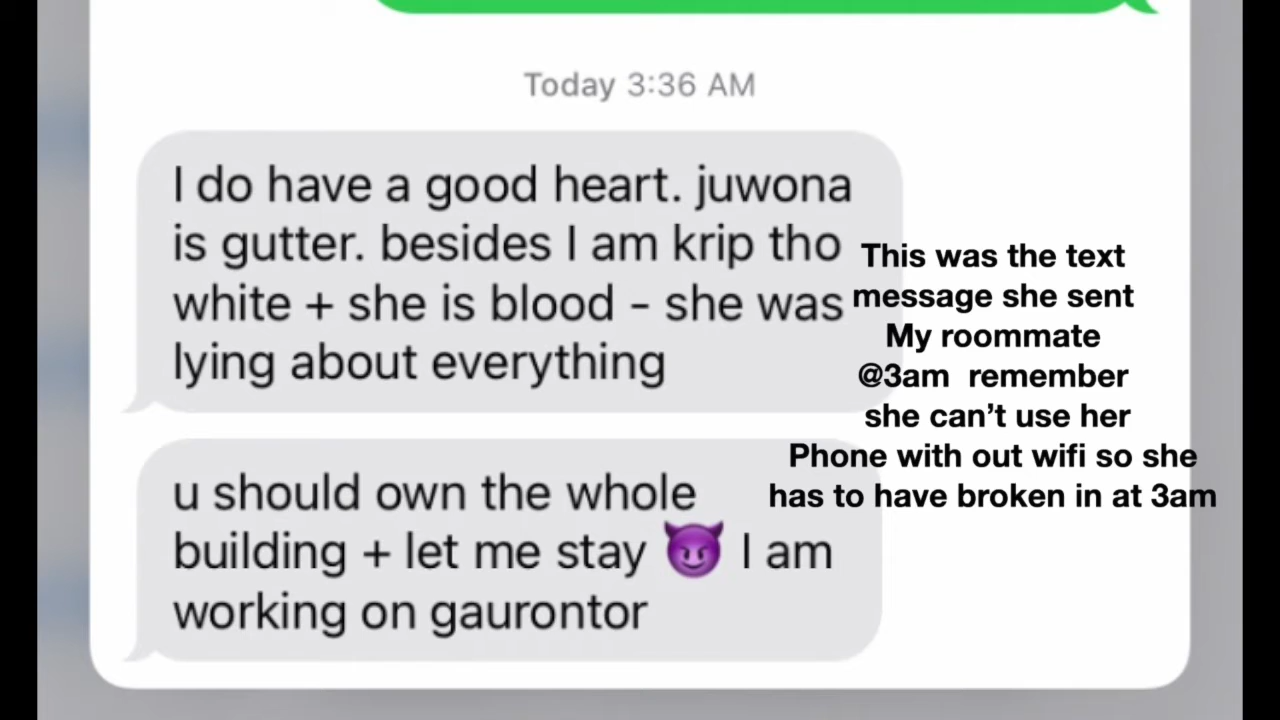 Today 3:36 AM
I do have a good heart. juwona
is gutter. besides I am krip tho
white + she is blood - she was
lying about everything
u should own the whole
building + let me stay 😈 I am
working on gaurontor
This was the text
message she sent
My roommate
@3am remember
she can’t use her
Phone with out wifi so she
has to have broken in at 3am